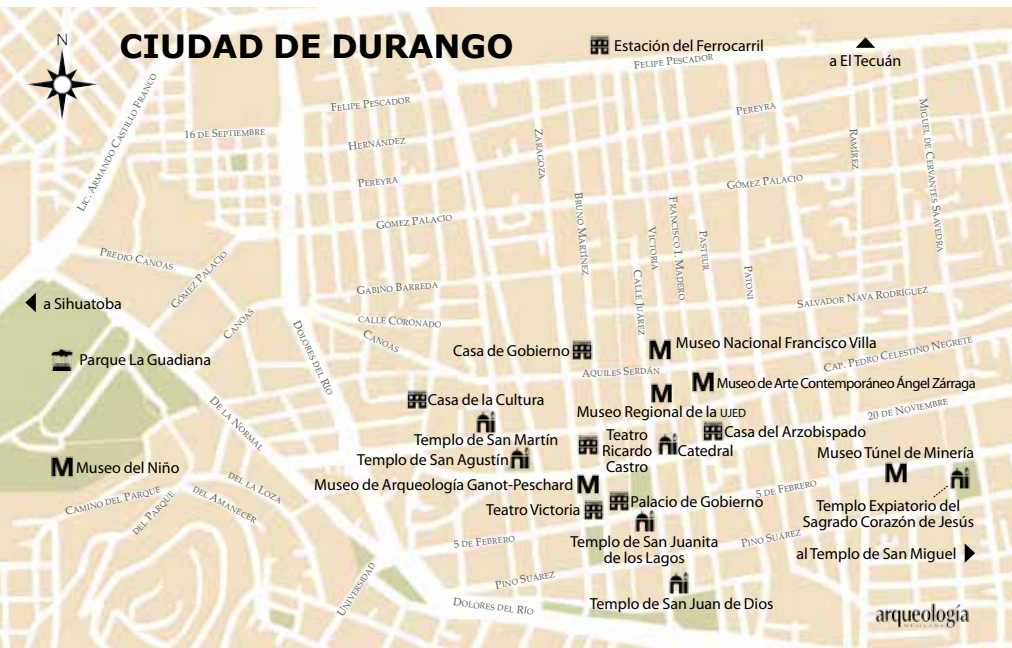 CIUDAD DE DURANGO
N
Estación del Ferrocarril
a El Tecuán
FELIPE PESCADOR
LIC. ARMANDO CASTILLO FRANCO
16 DE SEPTIEMBRE
FELIPE PESCADOR
HERNÁNDEZ
PEREYRA
GÓMEZ PALACIO
ZARAGOZA
BRUNO MARTÍNEZ
PEREYRA
RAMÍREZ
MIGUEL DE CERVANTES SAAVEDRA
GÓMEZ PALACIO
VICTORIA
FRANCISCO I. MADERO
PASTEUR
PATONI
CALLE JUÁREZ
PREDIO CANOAS
GÓMEZ PALACIO
CANOAS
GABINO BARREDA
CALLE CORONADO
CANOAS
DOLORES DEL RÍO
SALVADOR NAVA RODRÍGUEZ
a Sihuatoba
Parque La Guadiana
Casa de Gobierno
M Museo Nacional Francisco Villa
AQUILES SERDÁN
CAP. PEDRO CELESTINO NEGRETE
M Museo de Arte Contemporáneo Ángel Zárraga
M
Museo Regional de la UJED
20 DE NOVIEMBRE
Casa de la Cultura
Templo de San Martín
Templo de San Agustín
Teatro
Ricardo
Castro
Catedral
Casa del Arzobispado
DE LA NORMAL
M Museo del Niño
CAMINO DEL PARQUE
DEL PARQUE
DEL AMANECER
DEL LA LOZA
Museo de Arqueología Ganot-Peschard M
Teatro Victoria
Palacio de Gobierno
Museo Túnel de Minería
M
5 DE FEBRERO
Templo Expiatorio del
Sagrado Corazón de Jesús
5 DE FEBRERO
Templo de San Juanita
de los Lagos
PINO SUÁREZ
al Templo de San Miguel
UNIVERSIDAD
PINO SUÁREZ
DOLORES DEL RÍO
Templo de San Juan de Dios
arqueología
MEXICANA